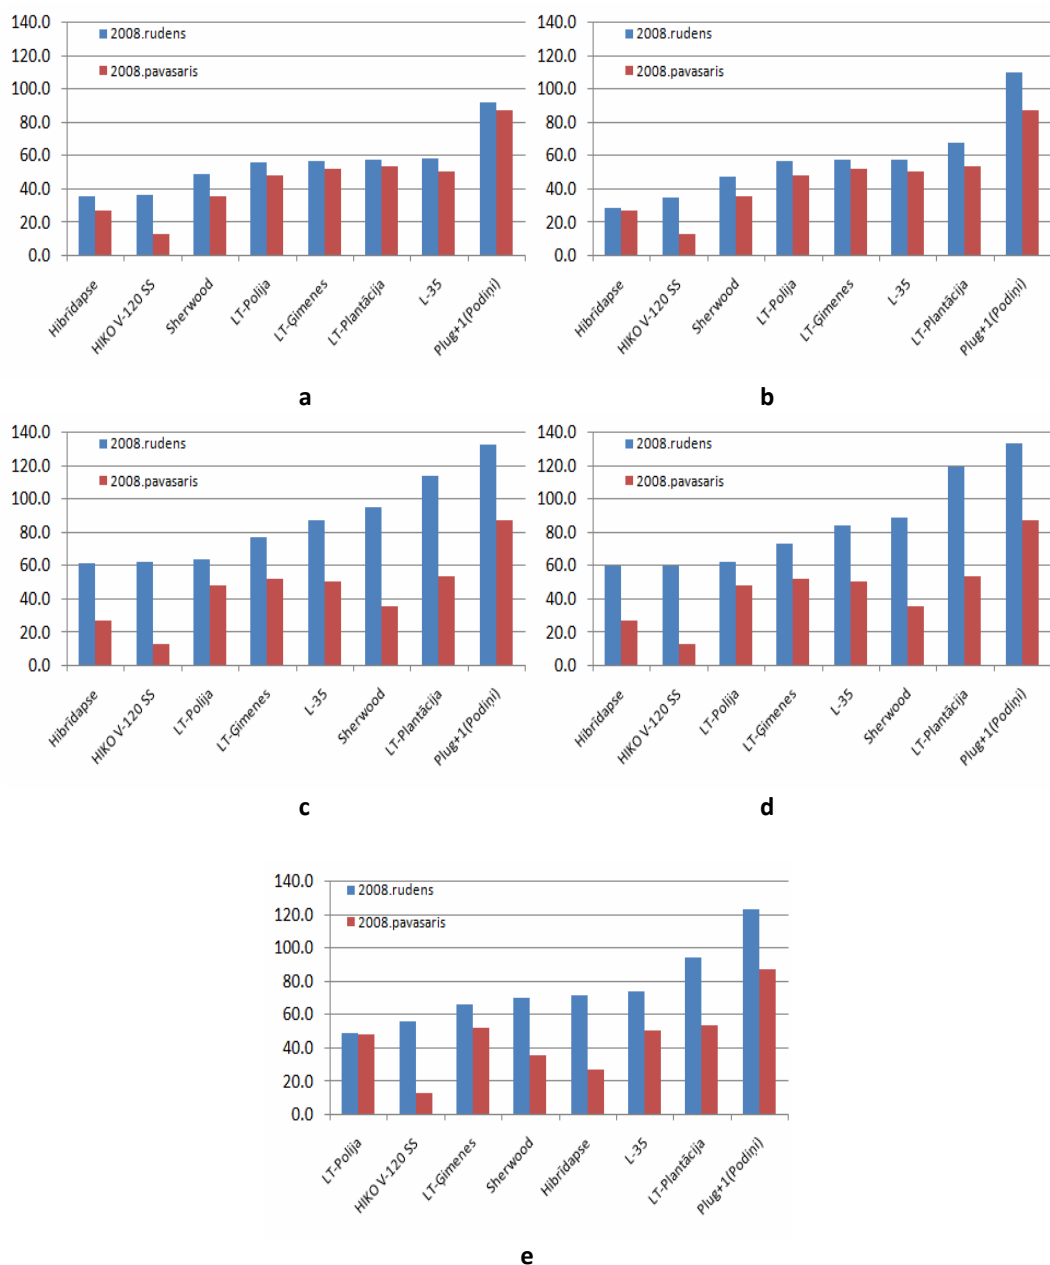 140.0
120.0
100.0
80.0
60.0
40.0
20.0
0.0
2008.rudens
2008.pavasaris
Hibrīdapse
HIKO V-120 SS
Sherwood
LT-Polija
LT-Ģimenes
LT-Plantācija
L-35
Plug+1(Podiņi)
a
140.0
120.0
100.0
80.0
60.0
40.0
20.0
0.0
2008.rudens
2008.pavasaris
Hibrīdapse
HIKO V-120 SS
Sherwood
LT-Polija
LT-Ģimenes
L-35
LT-Plantācija
Plug+1(Podiņi)
b
140.0
120.0
100.0
80.0
60.0
40.0
20.0
0.0
2008.rudens
2008.pavasaris
Hibrīdapse
HIKO V-120 SS
LT-Polija
LT-Ģimenes
L-35
Sherwood
LT-Plantācija
Plug+1(Podiņi)
c
140.0
120.0
100.0
80.0
60.0
40.0
20.0
0.0
2008.rudens
2008.pavasaris
Hibrīdapse
HIKO V-120 SS
LT-Polija
LT-Ģimenes
L-35
Sherwood
LT-Plantācija
Plug+1(Podiņi)
d
140.0
120.0
100.0
80.0
60.0
40.0
20.0
0.0
2008.rudens
2008.pavasaris
LT-Polija
HIKO V-120 SS
LT-Ģimenes
Sherwood
Hibrīdapse
L-35
LT-Plantācija
Plug+1(Podiņi)
e